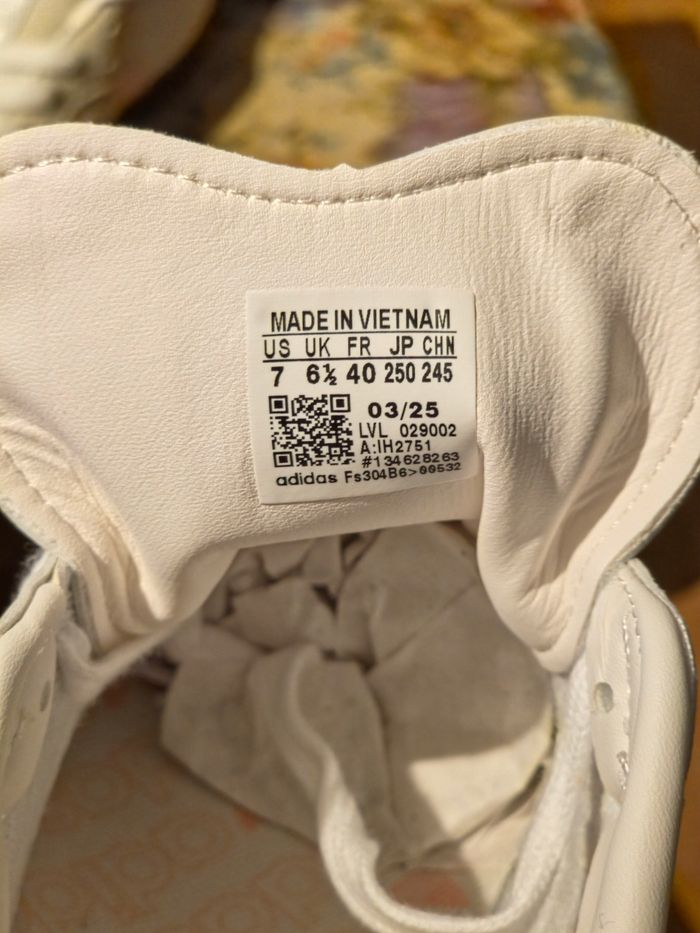 MADE IN VIETNAM
US UK FR JP CHN
7 6½ 40 250 245
03/25
LVL 029002
A:IH2751
#134628263
adidas Fs304B6>00532